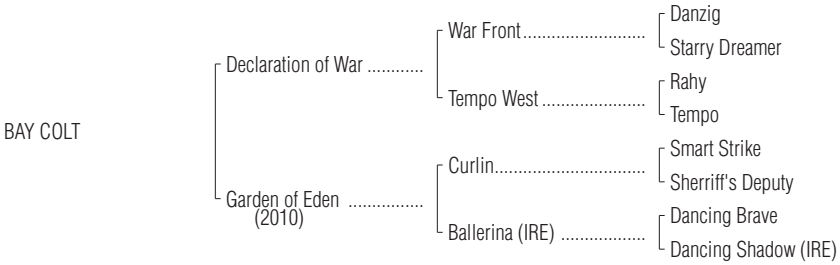 BAY COLT
Declaration of War ............
Garden of Eden ................
(2010)
War Front..........................
Tempo West ......................
Curlin................................
Ballerina (IRE) ..................
Danzig
Starry Dreamer
Rahy
Tempo
Smart Strike
Sherriff's Deputy
Dancing Brave
Dancing Shadow (IRE)